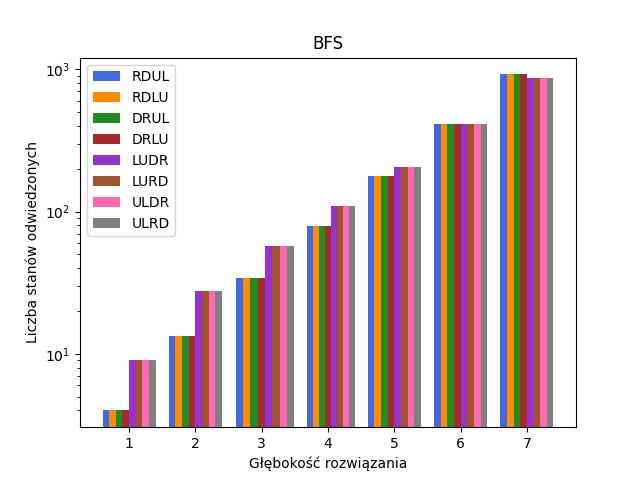 BFS
10³
10²
10¹
Liczba stanów odwiedzonych
RDUL
RDLU
DRUL
DRLU
LUDR
LURD
ULDR
ULRD
1 2 3 4 5 6 7
Głębokość rozwiązania